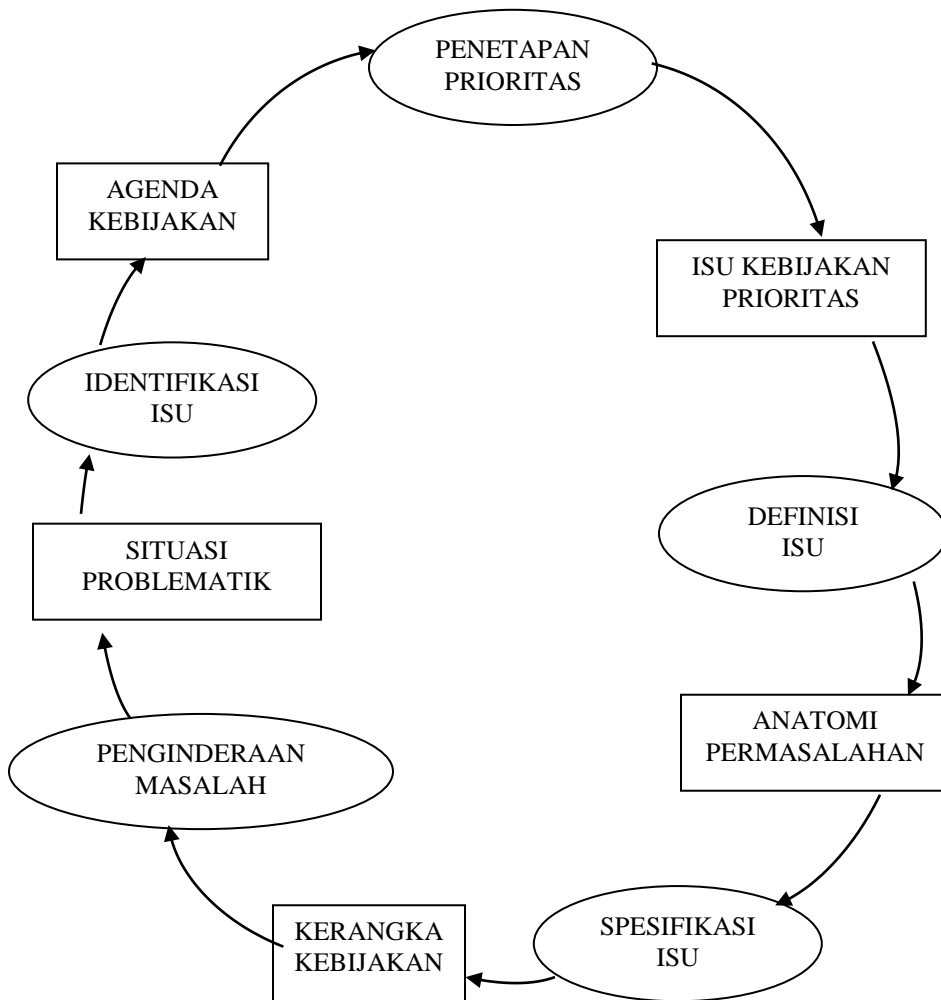 PENETAPAN
PRIORITAS
AGENDA
KEBIJAKAN
ISU KEBIJAKAN
PRIORITAS
IDENTIFIKASI
ISU
DEFINISI
ISU
SITUASI
PROBLEMATIK
ANATOMI
PERMASALAHAN
PENGINDERAAN
MASALAH
SPESIFIKASI
ISU
KERANGKA
KEBIJAKAN